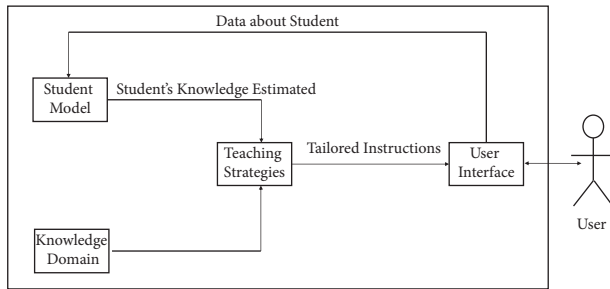 Data about Student
Student
Model
Student's Knowledge Estimated
Teaching
Strategies
Tailored Instructions
User
Interface
User
Knowledge
Domain